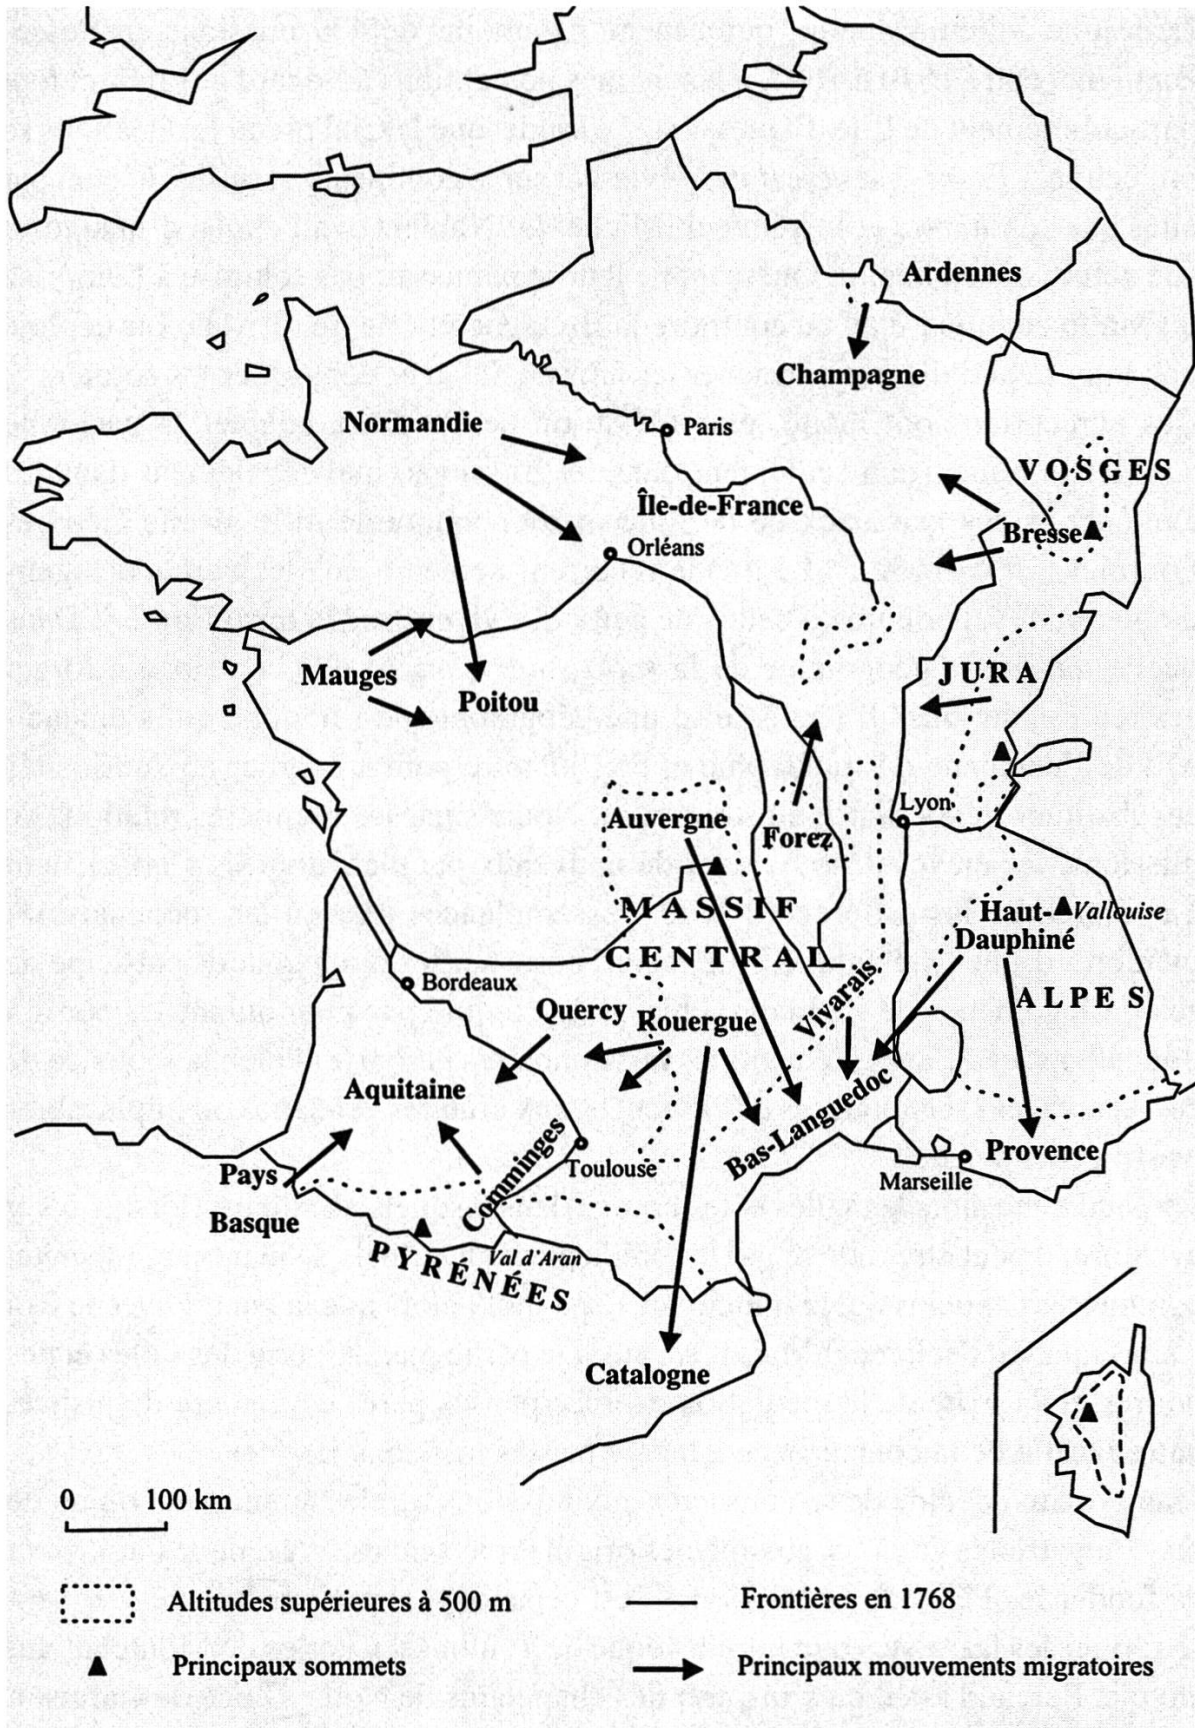 Ardennes
Champagne
Normandie
Paris
VOSGES
Île-de-France
Bresse
Orléans
Mauges
JURA
Poitou
Lyon
Auvergne
Forez
MASSIF
Haut-
Vallouise
Dauphiné
CENTRAL
Bordeaux
ALPES
Quercy
Rouergue
Vivarais
Aquitaine
Bas-Languedoc
Comminges
Toulouse
Provence
Pays
Marseille
Basque
Val d'Aran
PYRÉNÉES
Catalogne
0 100 km
Altitudes supérieures à 500 m
Frontières en 1768
Principaux sommets
Principaux mouvements migratoires